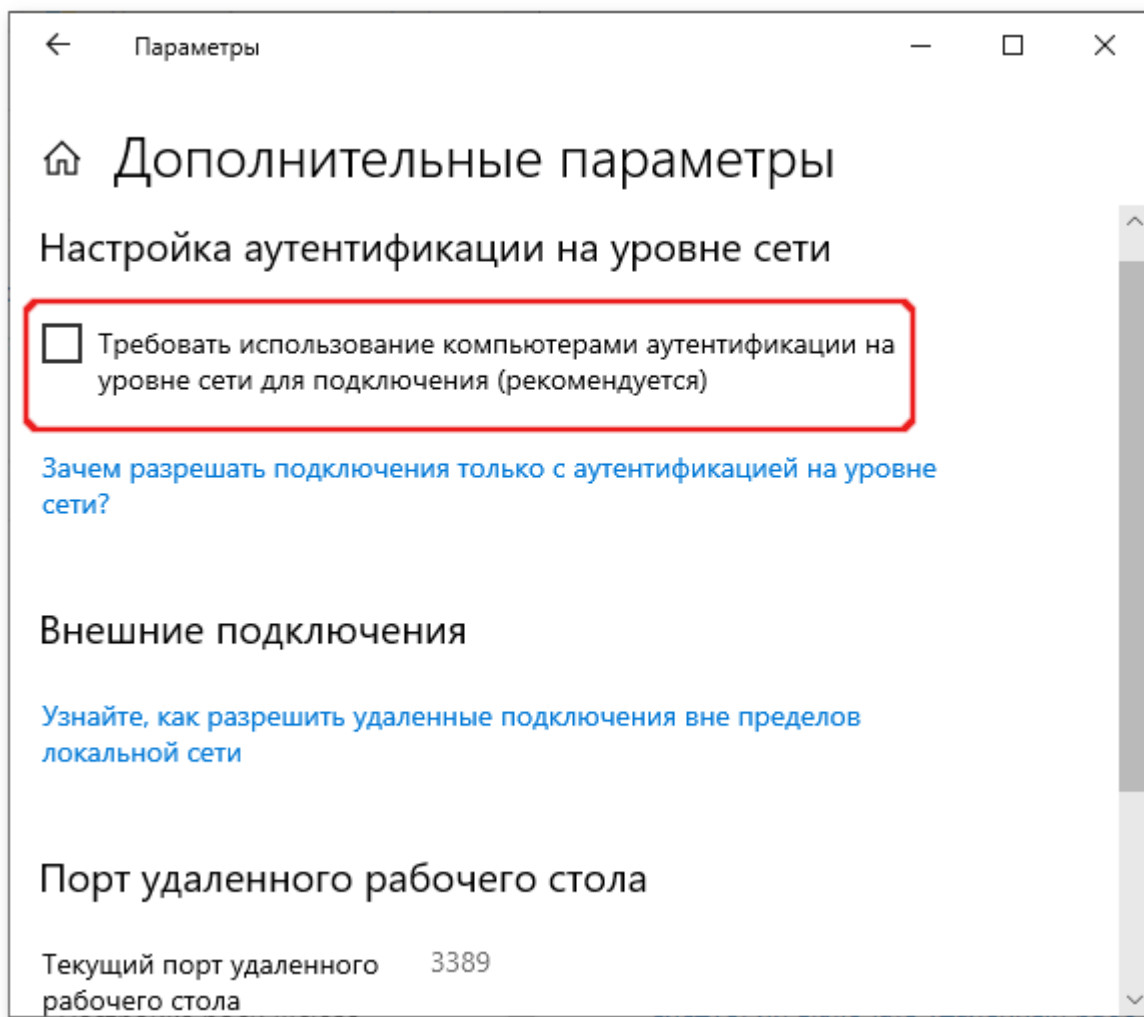 Параметры
Дополнительные параметры
Настройка аутентификации на уровне сети
Требовать использование компьютерами аутентификации на
уровне сети для подключения (рекомендуется)
Зачем разрешать подключения только с аутентификацией на уровне
сети?
Внешние подключения
Узнайте, как разрешить удаленные подключения вне пределов
локальной сети
Порт удаленного рабочего стола
Текущий порт удаленного 3389
рабочего стола